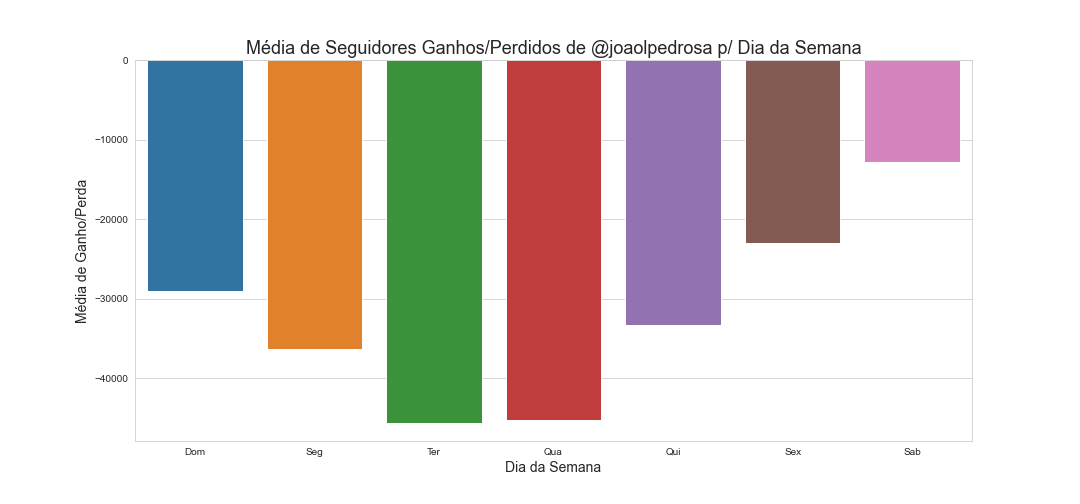 Média de Seguidores Ganhos/Perdidos de @joaolpedrosa p/ Dia da Semana
0
−10000
−20000
−30000
−40000
Média de Ganho/Perda
Dom Seg Ter Qua Qui Sex Sab
Dia da Semana